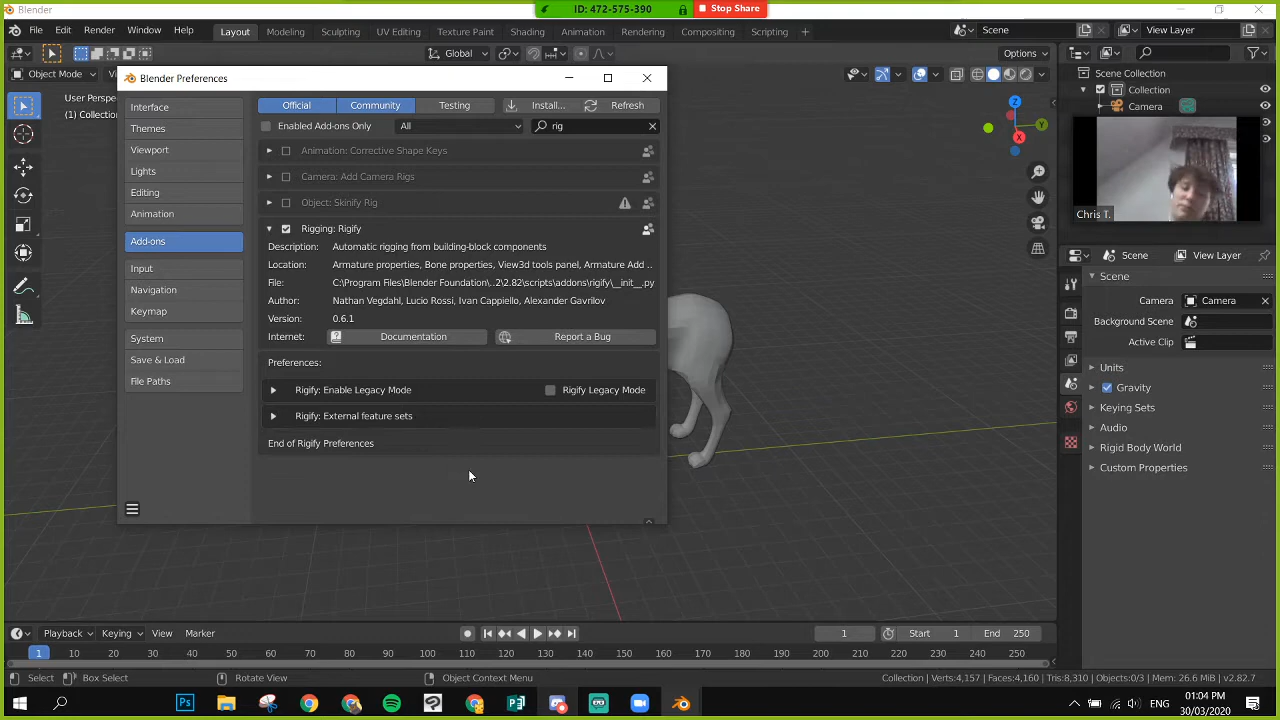 Blender
ID: 472-575-390
Stop Share
File Edit Render Window Help
Layout Modeling Sculpting UV Editing Texture Paint Shading Animation Rendering Compositing Scripting
Scene
View Layer
Global
Options
Object Mode
User Perspe
(1) Collection
Blender Preferences
Interface
Themes
Viewport
Lights
Editing
Animation
Add-ons
Input
Navigation
Keymap
System
Save & Load
File Paths
Official Community Testing Install... Refresh
Enabled Add-ons Only All rig
Animation: Corrective Shape Keys
Camera: Add Camera Rigs
Object: Skinify Rig
Rigging: Rigify
Description: Automatic rigging from building-block components
Location: Armature properties, Bone properties, View3d tools panel, Armature Add ..
File: C:\Program Files\Blender Foundation\..2\2.82\scripts\addons\rigify\__init__.py
Author: Nathan Vegdahl, Lucio Rossi, Ivan Cappiello, Alexander Gavrilov
Version: 0.6.1
Internet: Documentation Report a Bug
Preferences:
Rigify: Enable Legacy Mode Rigify Legacy Mode
Rigify: External feature sets
End of Rigify Preferences
Z
Y
X
Scene Collection
Collection
Camera
Chris T.
Scene View Layer
Scene
Camera Camera
Background Scene
Active Clip
Units
Gravity
Keying Sets
Audio
Rigid Body World
Custom Properties
Playback Keying View Marker
1 Start 1 End 250
1 10 20 30 40 50 60 70 80 90 100 110 120 130 140 150 160 170 180 190 200 210 220 230 240 250
Select Box Select Rotate View Object Context Menu
Collection | Verts:4,157 | Faces:4,160 | Tris:8,310 | Objects:0/3 | Mem: 26.6 MiB | v2.82.7
Ps
ENG
01:04 PM
30/03/2020